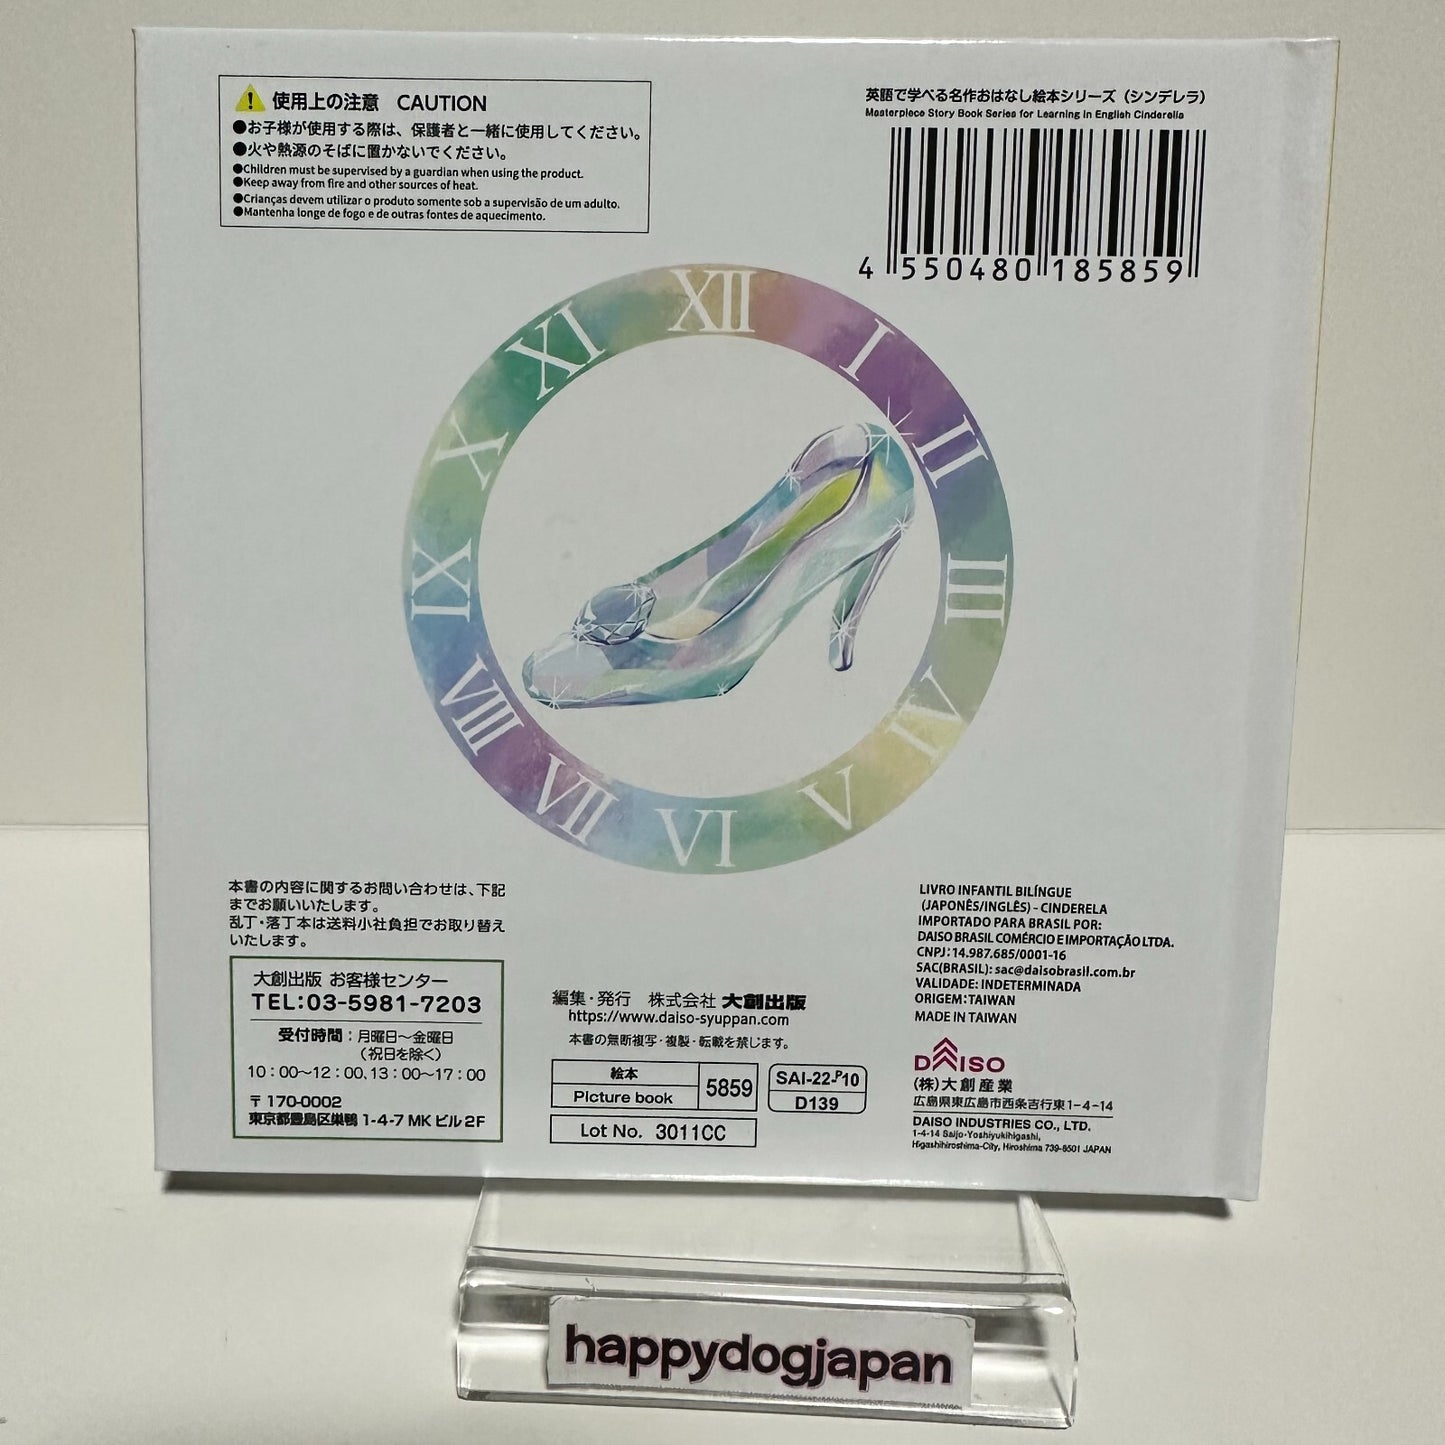 使用上の注意 CAUTION
●お子様が使用する際は、保護者と一緒に使用してください。
●火や熱源のそばに置かないでください。
●Children must be supervised by a guardian when using the product.
●Keep away from fire and other sources of heat.
●Crianças devem utilizar o produto somente sob a supervisão de um adulto.
●Mantenha longe de fogo e de outras fontes de aquecimento.
英語で学べる名作おはなし絵本シリーズ（シンデレラ）
Masterpiece Story Book Series for Learning in English Cinderella
4 550480 185859
XII
I
II
III
IV
V
VI
VII
VIII
IX
X
XI
本書の内容に関するお問い合わせは、下記
までお願いいたします。
乱丁・落丁本は送料小社負担でお取り替え
いたします。
大創出版 お客様センター
TEL:03-5981-7203
受付時間：月曜日〜金曜日
（祝日を除く）
10：00〜12：00、13：00〜17：00
〒170-0002
東京都豊島区巣鴨 1-4-7 MK ビル 2F
編集・発行 株式会社 大創出版
https://www.daiso-syuppan.com
本書の無断複写・複製・転載を禁じます。
絵本
Picture book
5859
SAI-22-P10
D139
Lot No. 3011CC
LIVRO INFANTIL BILÍNGUE
(JAPONÊS/INGLÊS) - CINDERELA
IMPORTADO PARA BRASIL POR:
DAISO BRASIL COMÉRCIO E IMPORTAÇÃO LTDA.
CNPJ: 14.987.685/0001-16
SAC(BRASIL): sac@daisobrasil.com.br
VALIDADE: INDETERMINADA
ORIGEM: TAIWAN
MADE IN TAIWAN
DAISO
(株)大創産業
広島県東広島市西条吉行東1-4-14
DAISO INDUSTRIES CO., LTD.
1-4-14 Saijo-Yoshiyukihigashi,
Higashihiroshima-City, Hiroshima 739-8501 JAPAN
happydogjapan